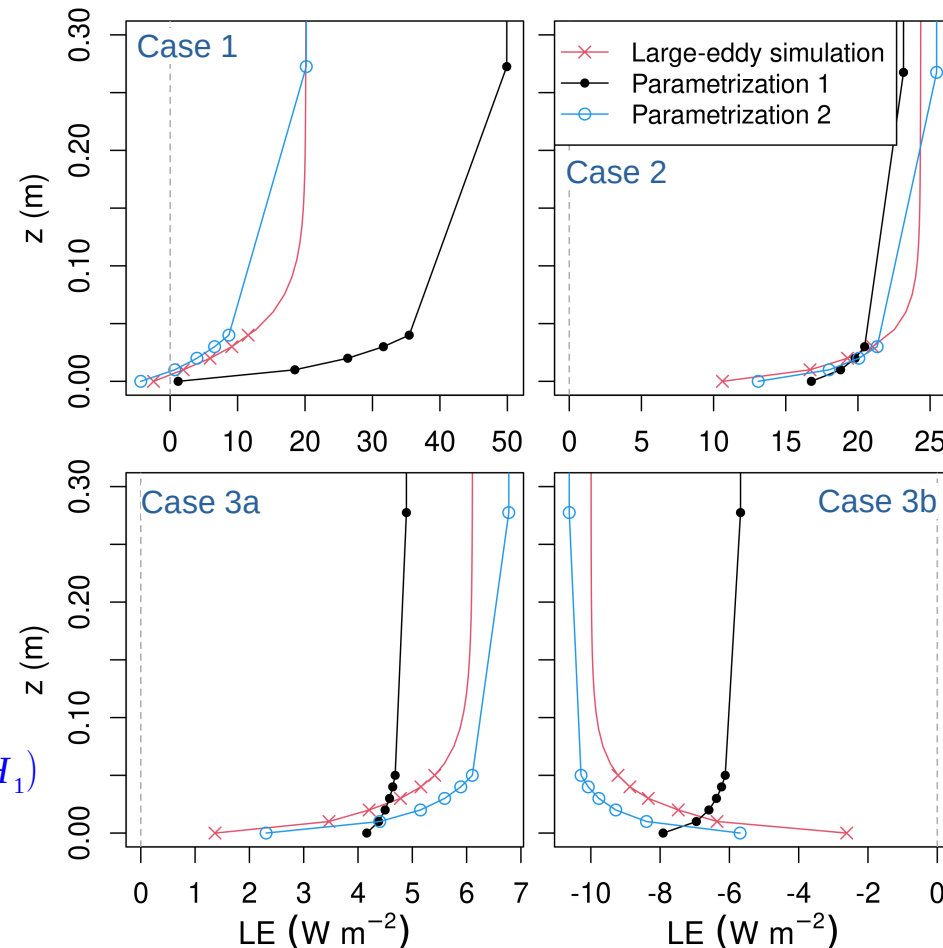 0.30
Case 1
Large-eddy simulation
Parametrization 1
Parametrization 2
0.20
Case 2
z (m)
0.10
0.00
0 10 20 30 40 50
0 5 10 15 20 25
0.30
Case 3a
Case 3b
0.20
z (m)
0.10
H₁)
0.00
0 1 2 3 4 5 6 7
-10 -8 -6 -4 -2 0
LE (W m⁻²)
LE (W m⁻²)